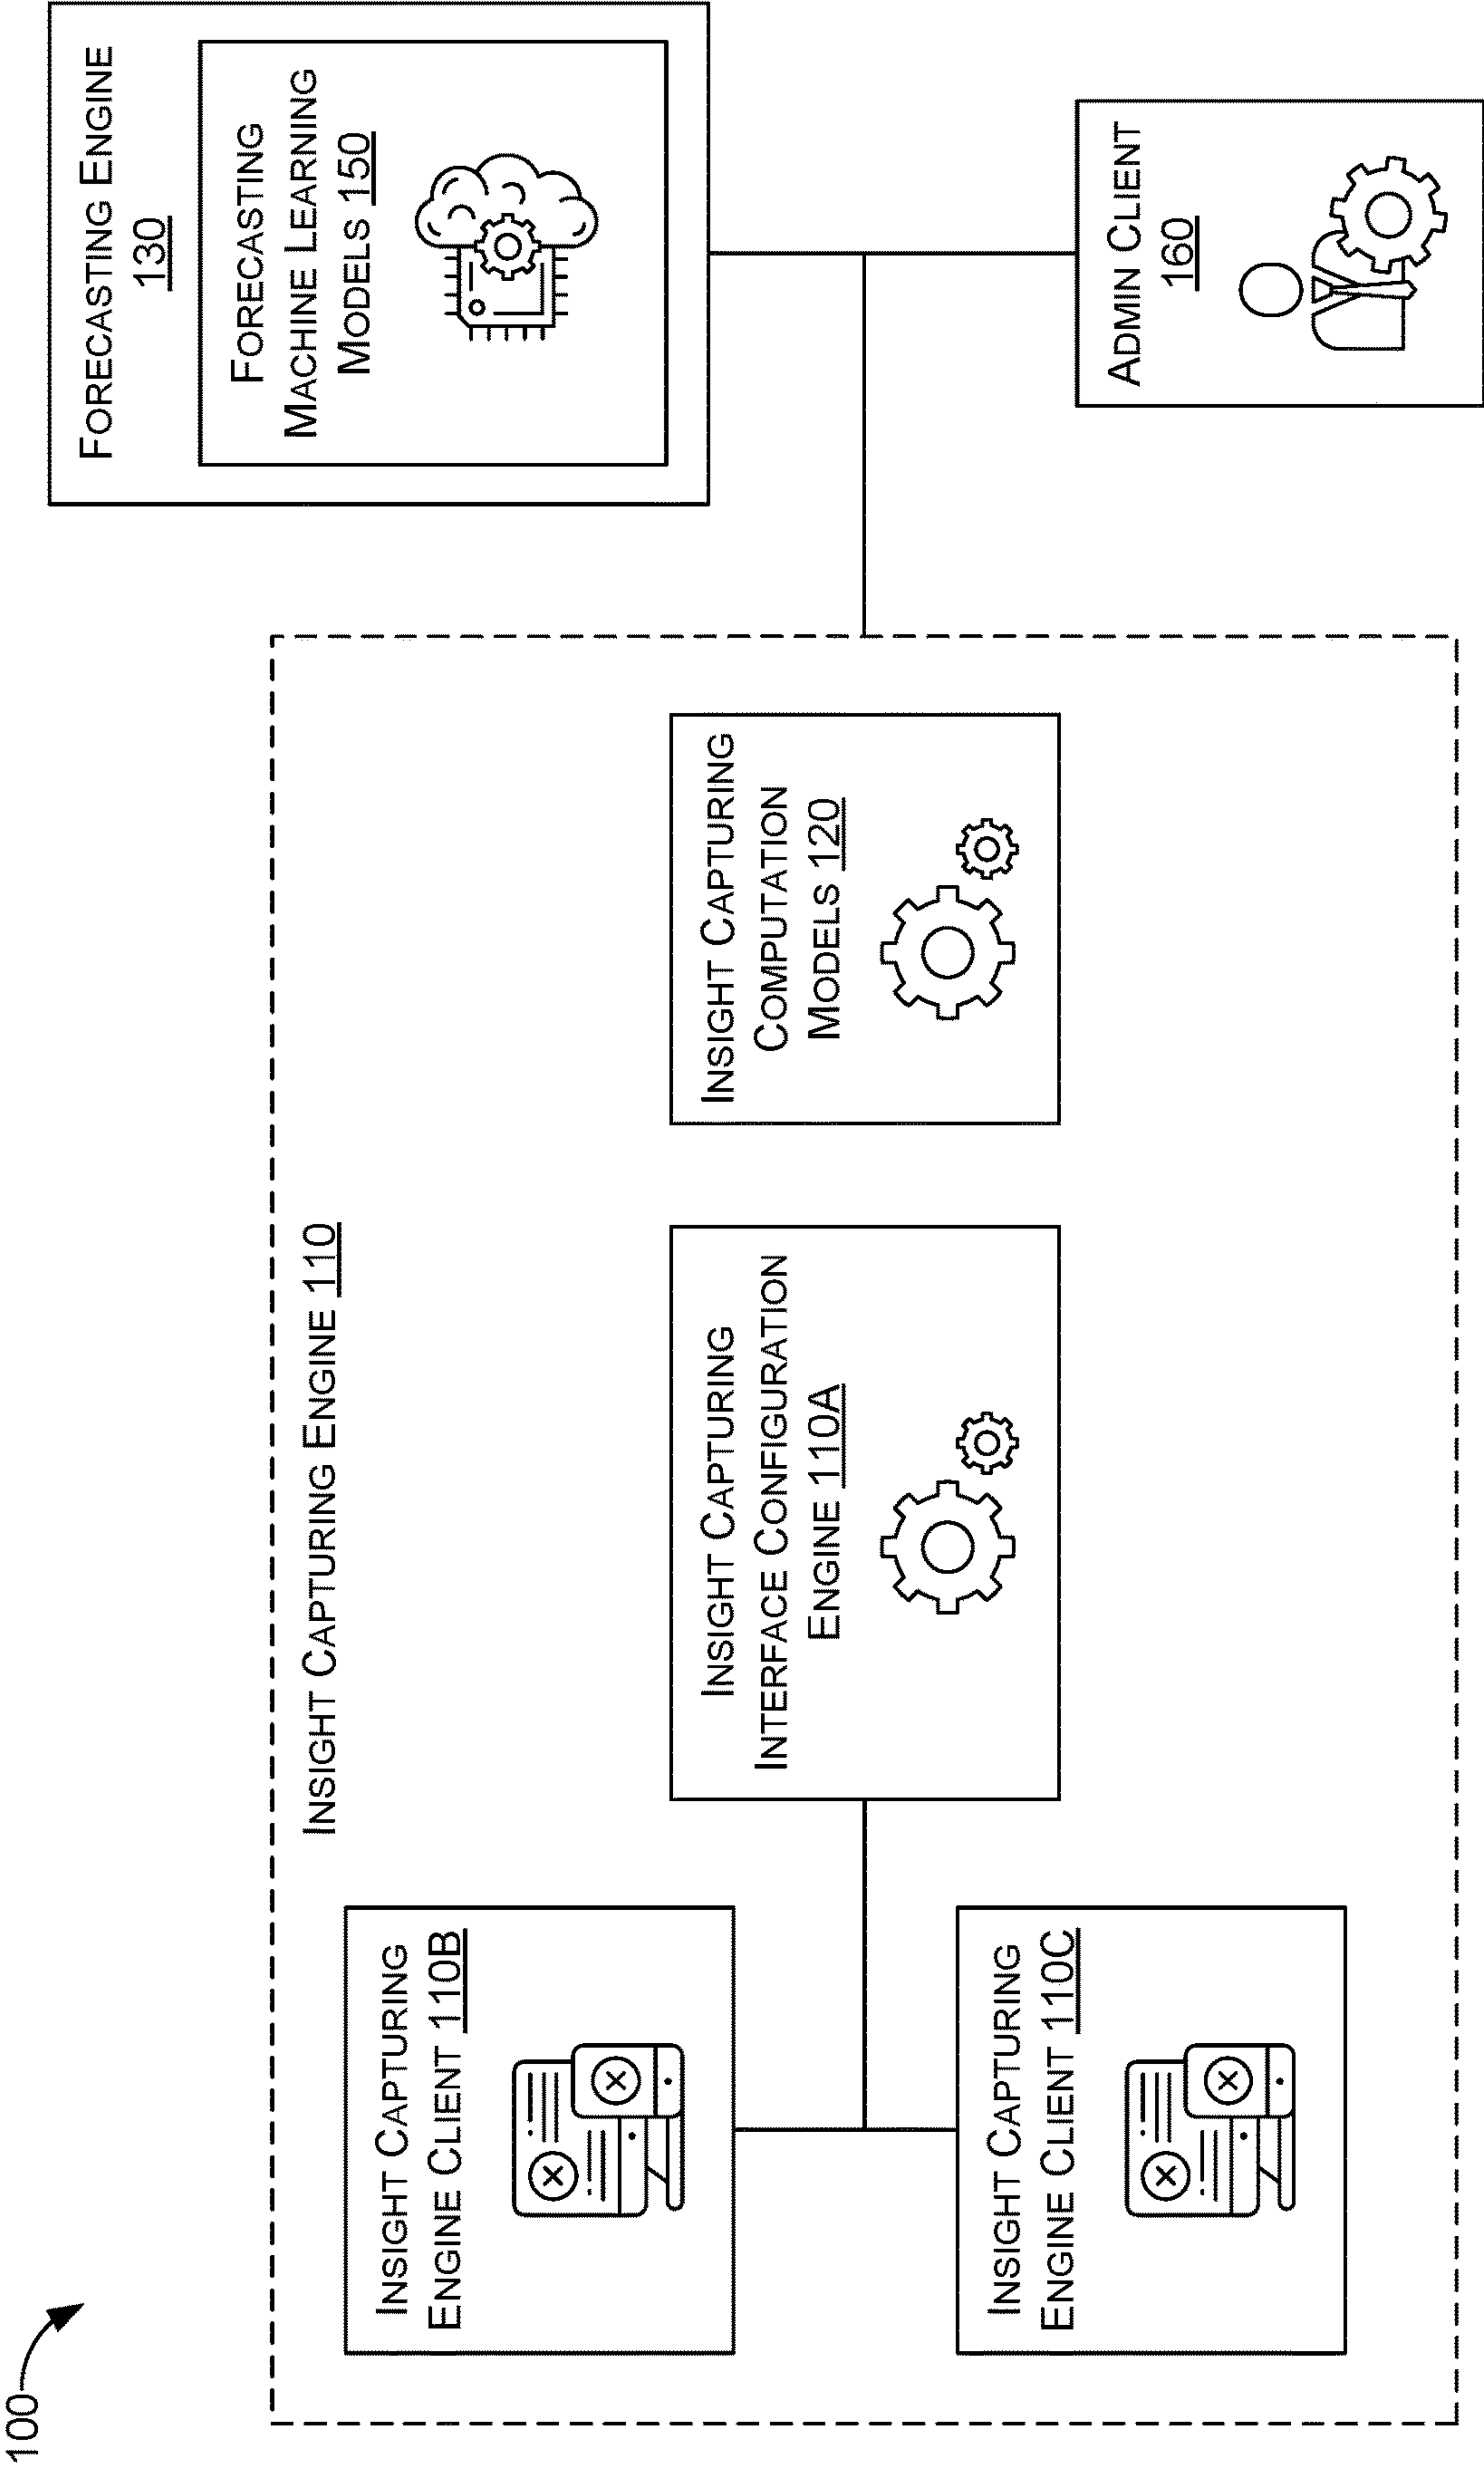 100
INSIGHT CAPTURING ENGINE 110
INSIGHT CAPTURING
ENGINE CLIENT 110B
INSIGHT CAPTURING
ENGINE CLIENT 110C
INSIGHT CAPTURING
INTERFACE CONFIGURATION
ENGINE 110A
INSIGHT CAPTURING
COMPUTATION
MODELS 120
FORECASTING ENGINE
130
FORECASTING
MACHINE LEARNING
MODELS 150
ADMIN CLIENT
160